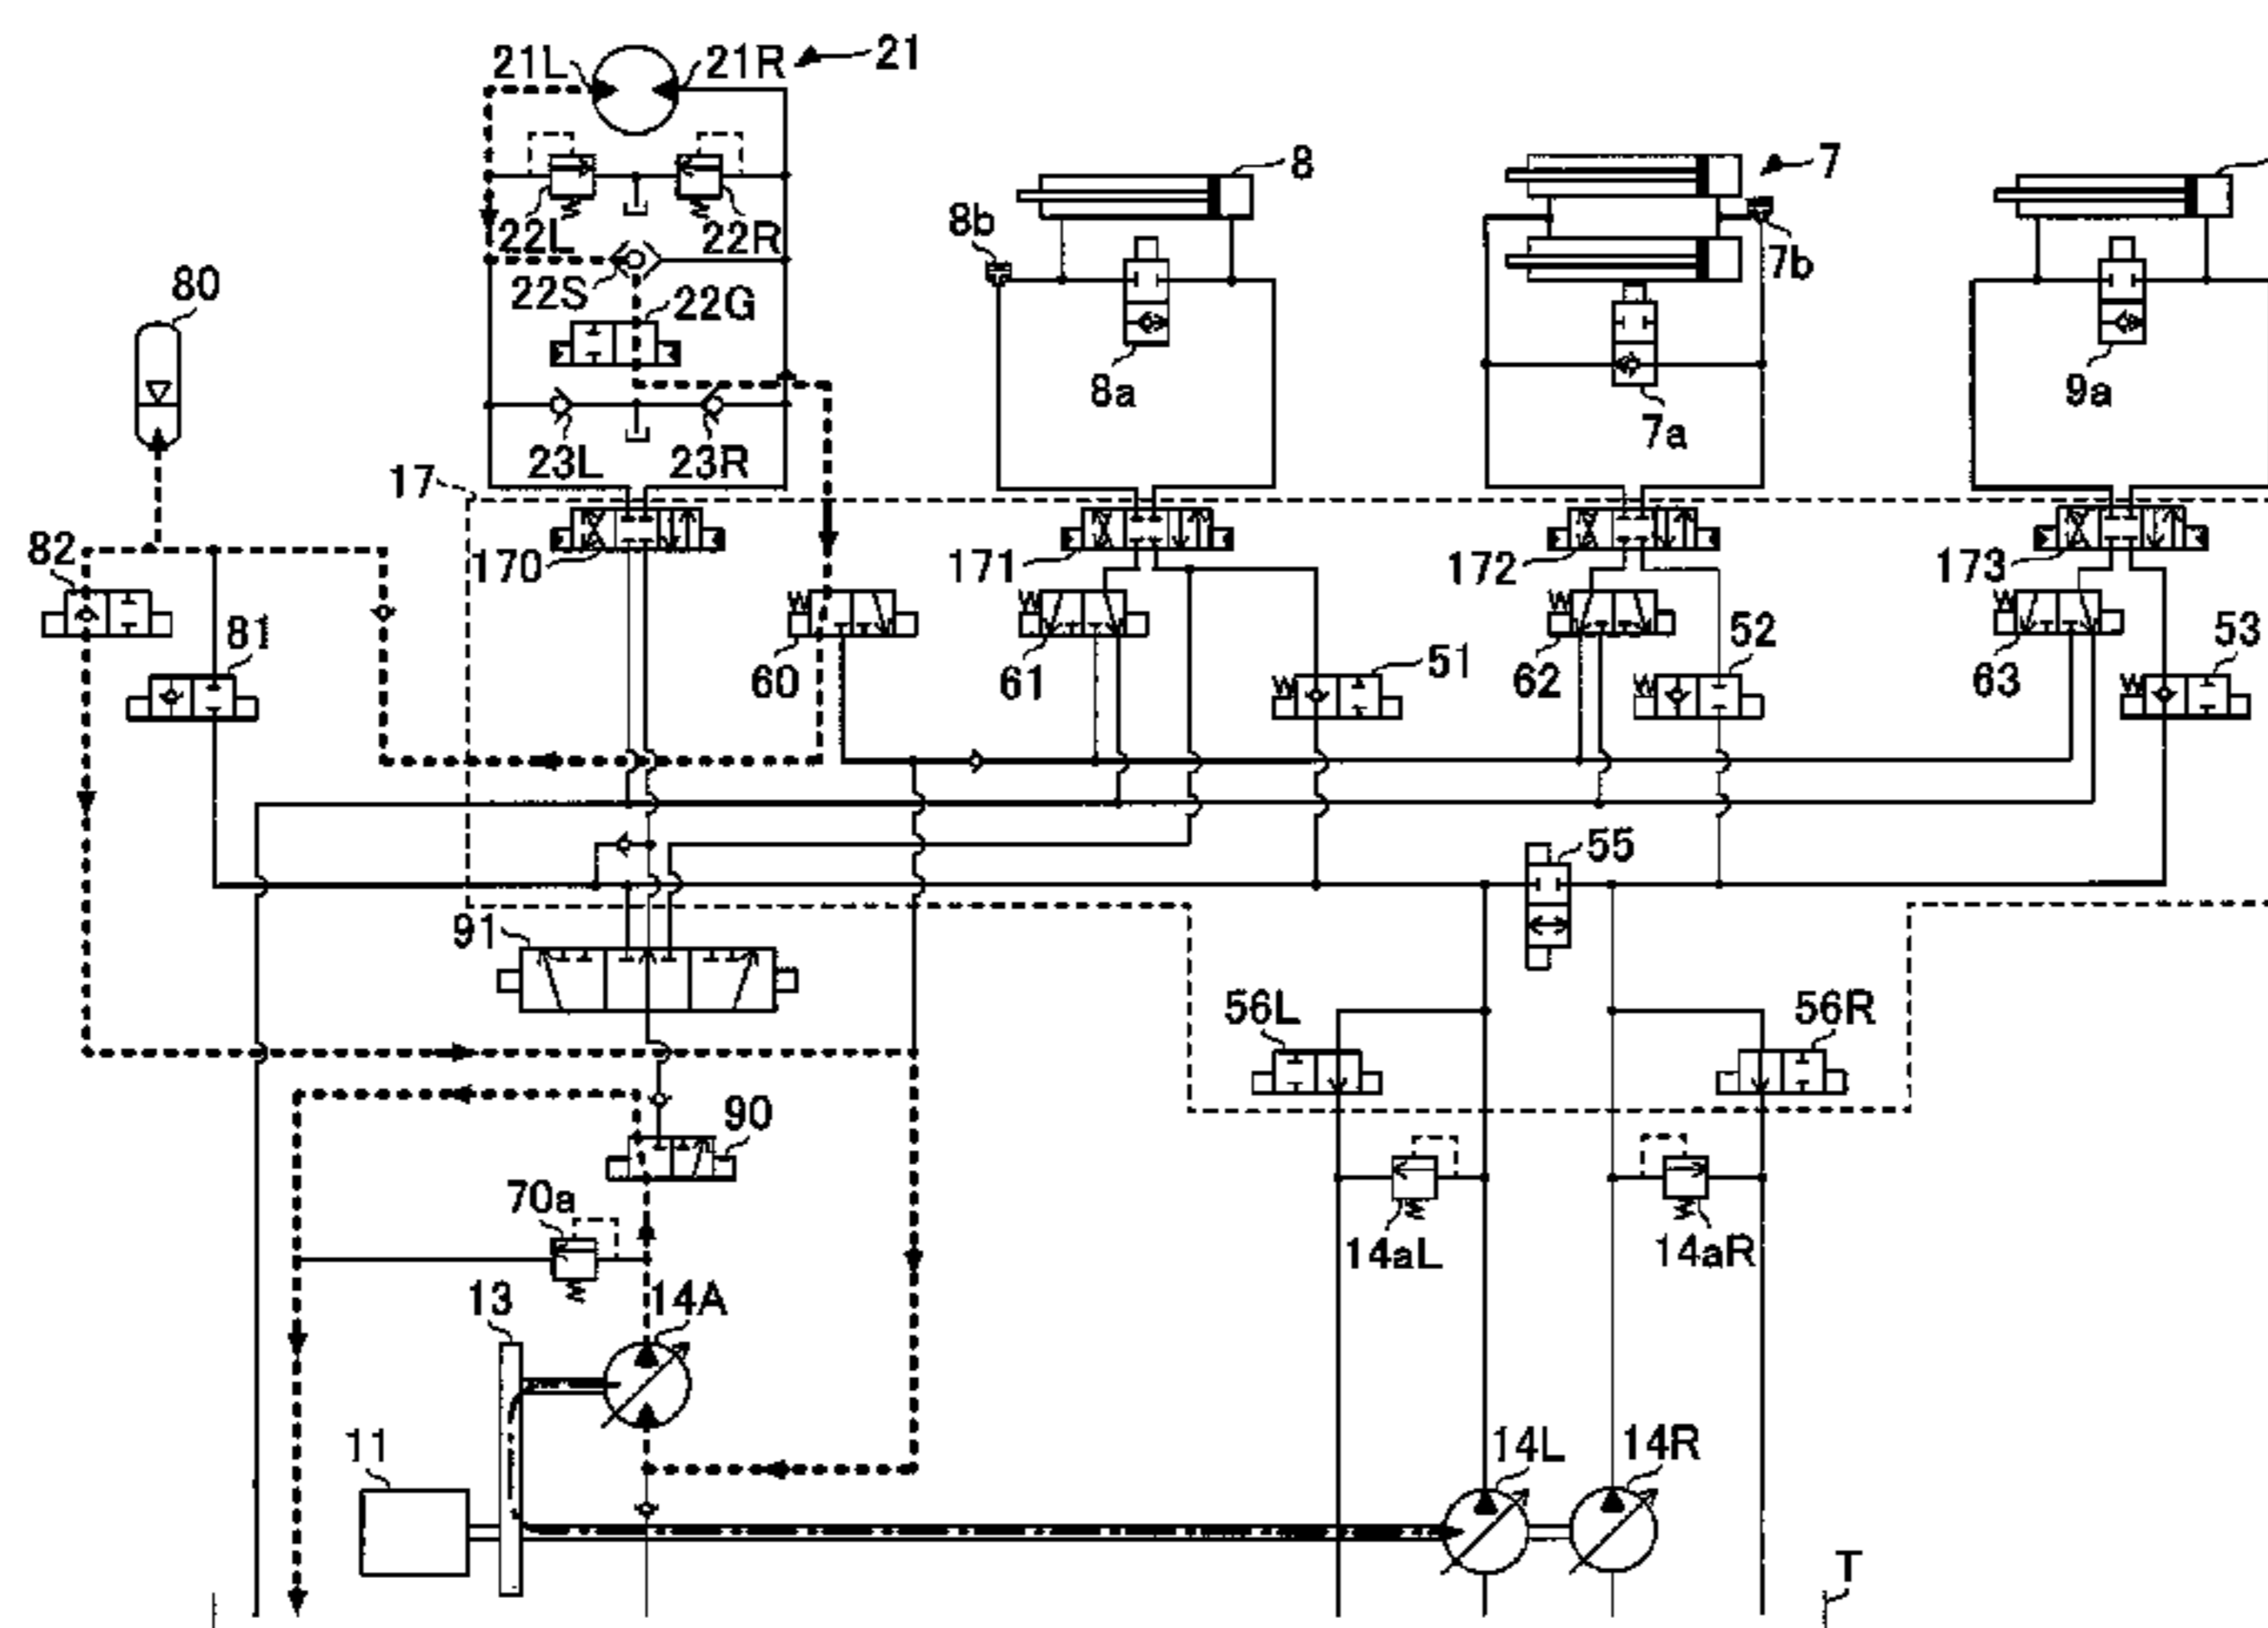 21L 21R 21
8 7
8b
22L 22R
7b
22S
80 22G
8a 9a
7a
23L 23R
17
82 170 171 172 173
81
60 61 51 62 52 63 53
55
91
56L 56R
90
70a
14aL 14aR
13 14A
11 14L 14R
T